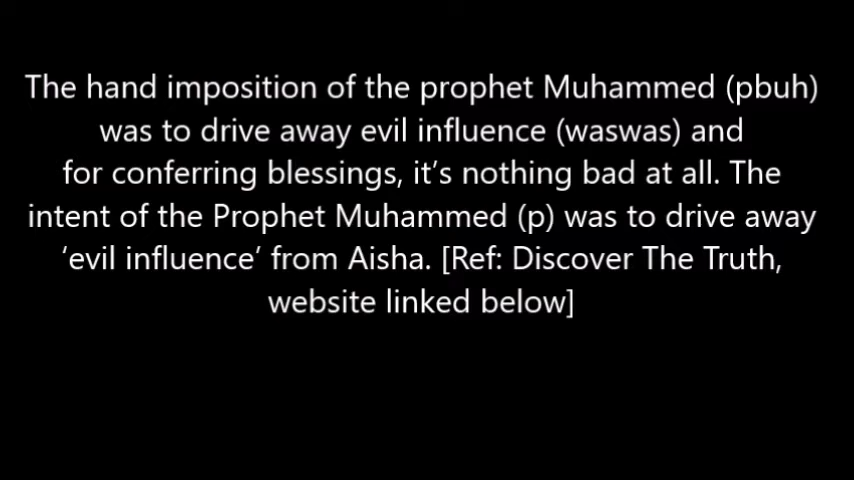 The hand imposition of the prophet Muhammed (pbuh)
was to drive away evil influence (waswas) and
for conferring blessings, it’s nothing bad at all. The
intent of the Prophet Muhammed (p) was to drive away
‘evil influence’ from Aisha. [Ref: Discover The Truth,
website linked below]